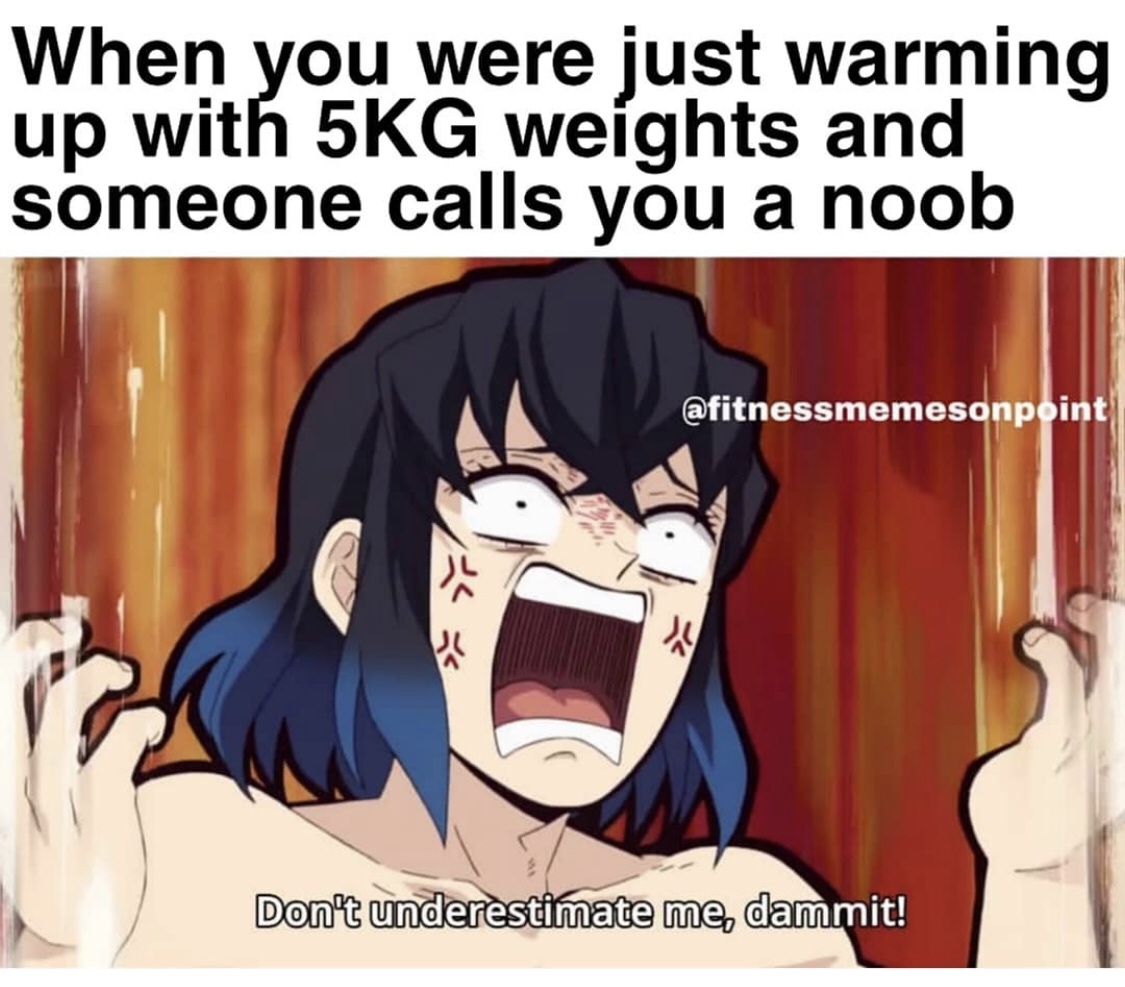 When you were just warming
up with 5KG weights and
someone calls you a noob
@fitnessmemesonpoint
Don't underestimate me, dammit!